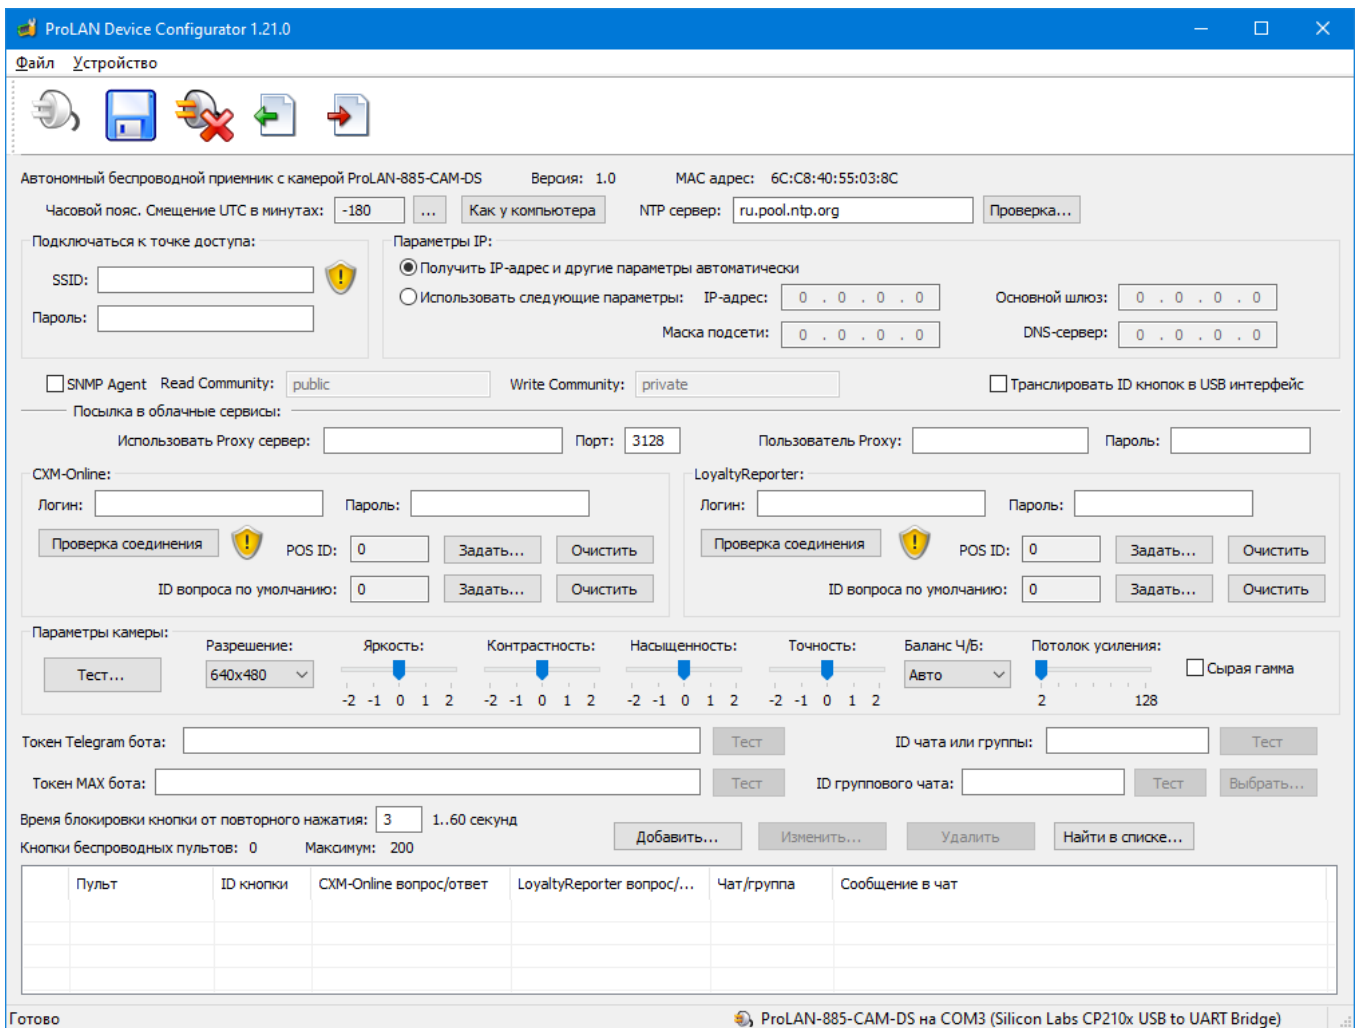 ProLAN Device Configurator 1.21.0
Файл Устройство
Автономный беспроводной приемник с камерой ProLAN-885-CAM-DS Версия: 1.0 MAC адрес: 6C:C8:40:55:03:8C
Часовой пояс. Смещение UTC в минутах: -180 ... Как у компьютера NTP сервер: ru.pool.ntp.org Проверка...
Подключаться к точке доступа: Параметры IP:
SSID: Получить IP-адрес и другие параметры автоматически
Использовать следующие параметры: IP-адрес: 0 . 0 . 0 . 0 Основной шлюз: 0 . 0 . 0 . 0
Пароль: Маска подсети: 0 . 0 . 0 . 0 DNS-сервер: 0 . 0 . 0 . 0
SNMP Agent Read Community: public Write Community: private Транслировать ID кнопок в USB интерфейс
Посылка в облачные сервисы:
Использовать Proxy сервер: Порт: 3128 Пользователь Proxy: Пароль:
CXM-Online: LoyaltyReporter:
Логин: Пароль: Логин: Пароль:
Проверка соединения POS ID: 0 Задать... Очистить Проверка соединения POS ID: 0 Задать... Очистить
ID вопроса по умолчанию: 0 Задать... Очистить ID вопроса по умолчанию: 0 Задать... Очистить
Параметры камеры:
Разрешение: Яркость: Контрастность: Насыщенность: Точность: Баланс Ч/Б: Потолок усиления:
Тест... 640x480 Авто Сырая гамма
-2 -1 0 1 2 -2 -1 0 1 2 -2 -1 0 1 2 -2 -1 0 1 2 2 128
Токен Telegram бота: Тест ID чата или группы: Тест
Токен MAX бота: Тест ID группового чата: Тест Выбрать...
Время блокировки кнопки от повторного нажатия: 3 1..60 секунд
Добавить... Изменить... Удалить Найти в списке...
Кнопки беспроводных пультов: 0 Максимум: 200
Пульт ID кнопки CXM-Online вопрос/ответ LoyaltyReporter вопрос/... Чат/группа Сообщение в чат
Готово ProLAN-885-CAM-DS на COM3 (Silicon Labs CP210x USB to UART Bridge)